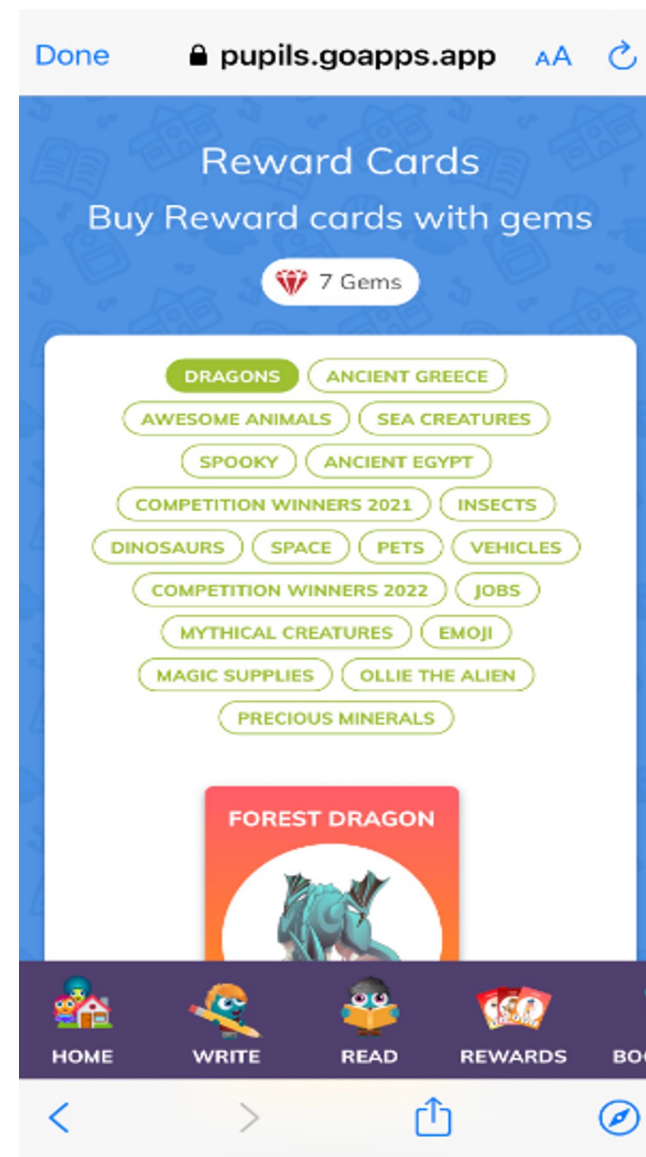 Done pupils.goapps.app AA
Reward Cards
Buy Reward cards with gems
7 Gems
DRAGONS ANCIENT GREECE
AWESOME ANIMALS SEA CREATURES
SPOOKY ANCIENT EGYPT
COMPETITION WINNERS 2021 INSECTS
DINOSAURS SPACE PETS VEHICLES
COMPETITION WINNERS 2022 JOBS
MYTHICAL CREATURES EMOJI
MAGIC SUPPLIES OLLIE THE ALIEN
PRECIOUS MINERALS
FOREST DRAGON
HOME WRITE READ REWARDS